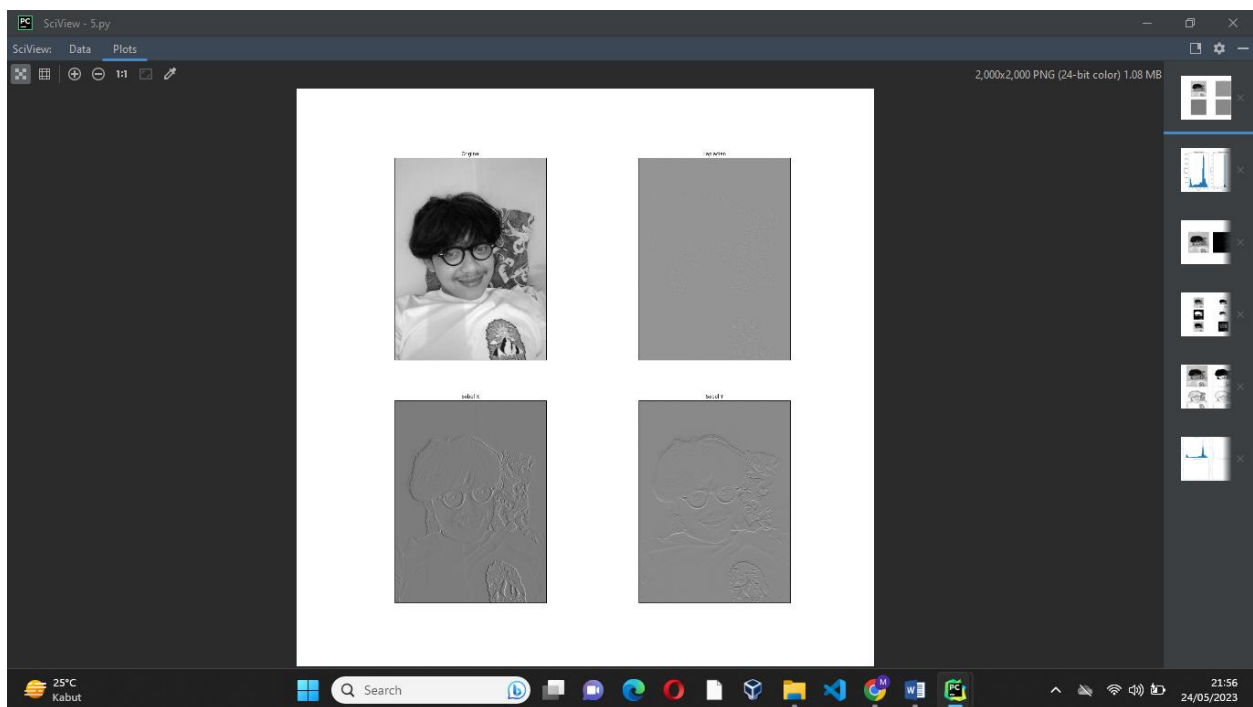 SciView - 5.py
SciView: Data Plots
1:1
2,000x2,000 PNG (24-bit color) 1.08 MB
Original
Laplacian
Sobel X
Sobel Y
25°C
Kabut
Search
21:56
24/05/2023